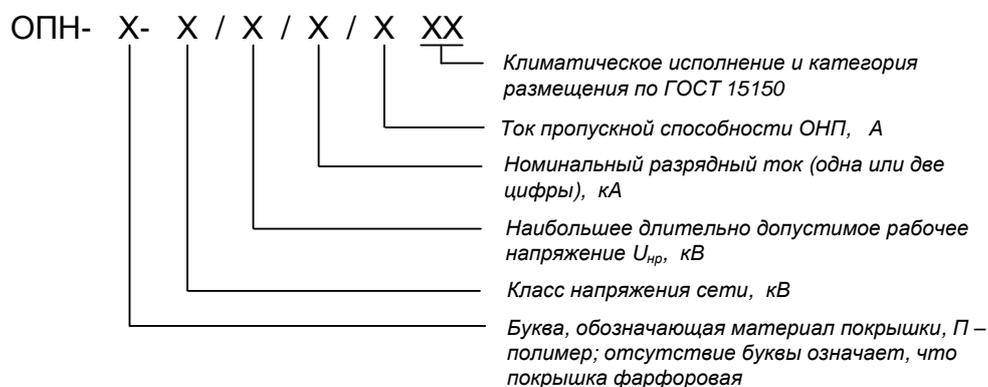 ОПН- Х- Х / Х / Х / Х ХХ
Климатическое исполнение и категория
размещения по ГОСТ 15150
Ток пропускной способности ОНП, А
Номинальный разрядный ток (одна или две
цифры), кА
Наибольшее длительно допустимое рабочее
напряжение Uнр, кВ
Класс напряжения сети, кВ
Буква, обозначающая материал покрышки, П –
полимер; отсутствие буквы означает, что
покрышка фарфоровая